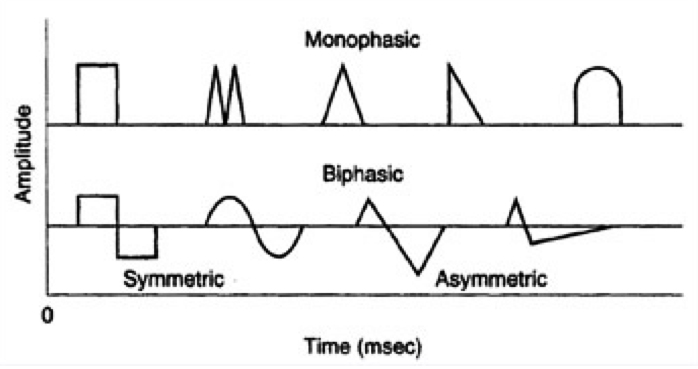 Monophasic
Amplitude
Biphasic
Symmetric
Asymmetric
0
Time (msec)